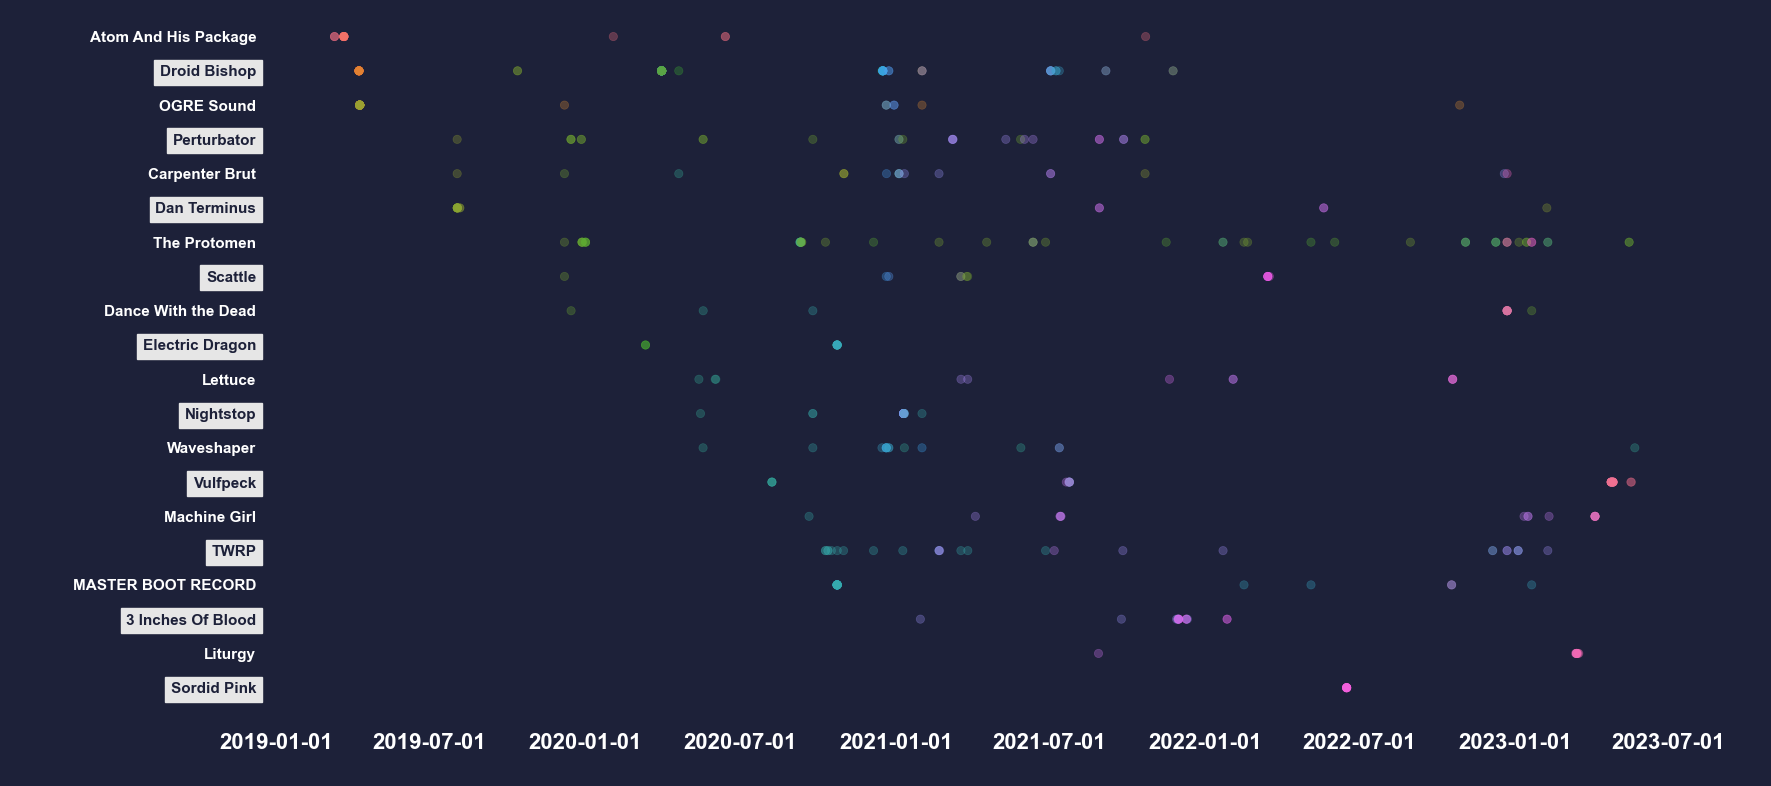 Atom And His Package
Droid Bishop
OGRE Sound
Perturbator
Carpenter Brut
Dan Terminus
The Protomen
Scattle
Dance With the Dead
Electric Dragon
Lettuce
Nightstop
Waveshaper
Vulfpeck
Machine Girl
TWRP
MASTER BOOT RECORD
3 Inches Of Blood
Liturgy
Sordid Pink
2019-01-01 2019-07-01 2020-01-01 2020-07-01 2021-01-01 2021-07-01 2022-01-01 2022-07-01 2023-01-01 2023-07-01